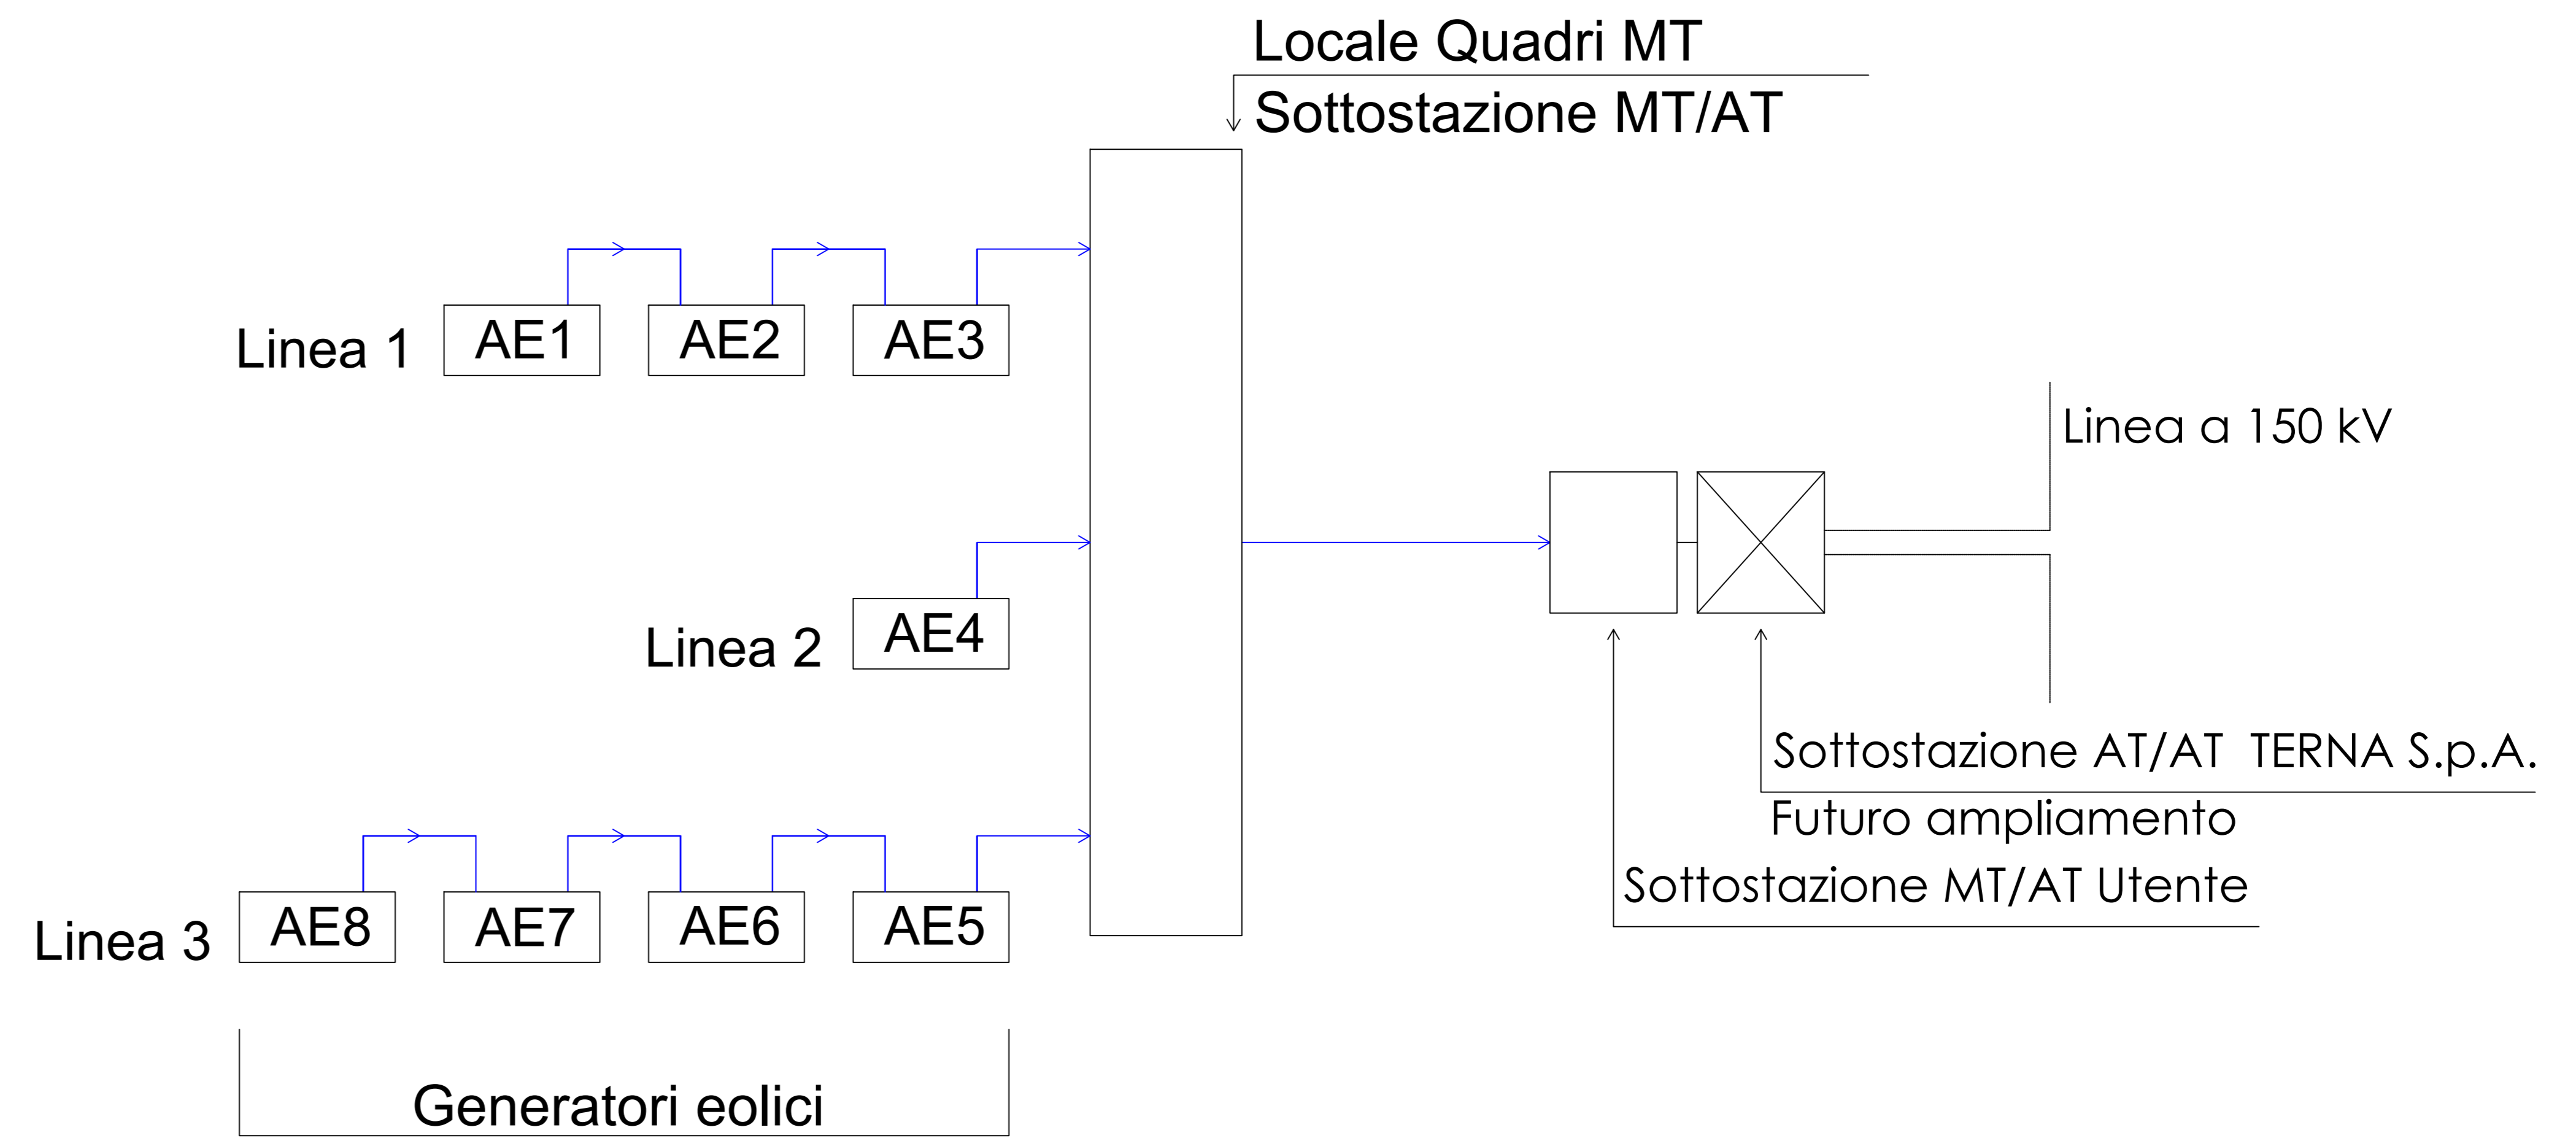 Locale Quadri MT
Sottostazione MT/AT
Linea 1
AE1
AE2
AE3
Linea a 150 kV
Linea 2
AE4
Sottostazione AT/AT TERNA S.p.A.
Futuro ampliamento
Sottostazione MT/AT Utente
Linea 3
AE8
AE7
AE6
AE5
Generatori eolici